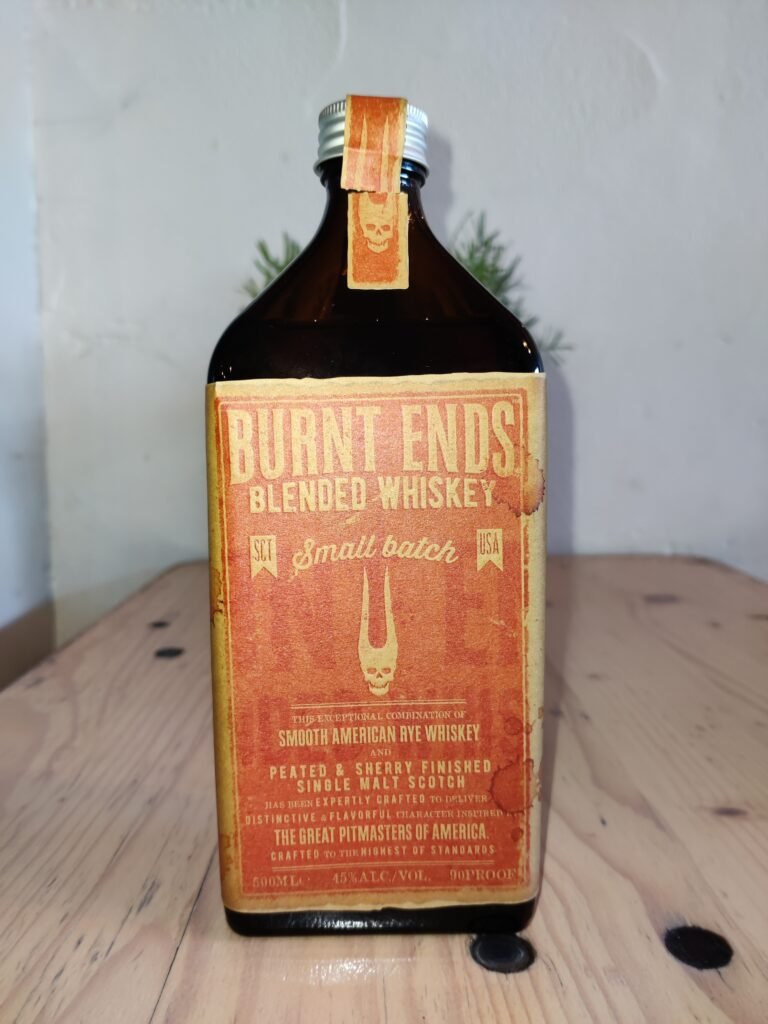 BURNT ENDS
BLENDED WHISKEY
SCT Small batch USA
THIS EXCEPTIONAL COMBINATION OF
SMOOTH AMERICAN RYE WHISKEY
AND
PEATED & SHERRY FINISHED
SINGLE MALT SCOTCH
HAS BEEN EXPERTLY CRAFTED TO DELIVER
DISTINCTIVE & FLAVORFUL CHARACTER INSPIRED
THE GREAT PITMASTERS OF AMERICA.
CRAFTED TO THE HIGHEST OF STANDARDS
500ML 45%ALC./VOL. 90PROOF